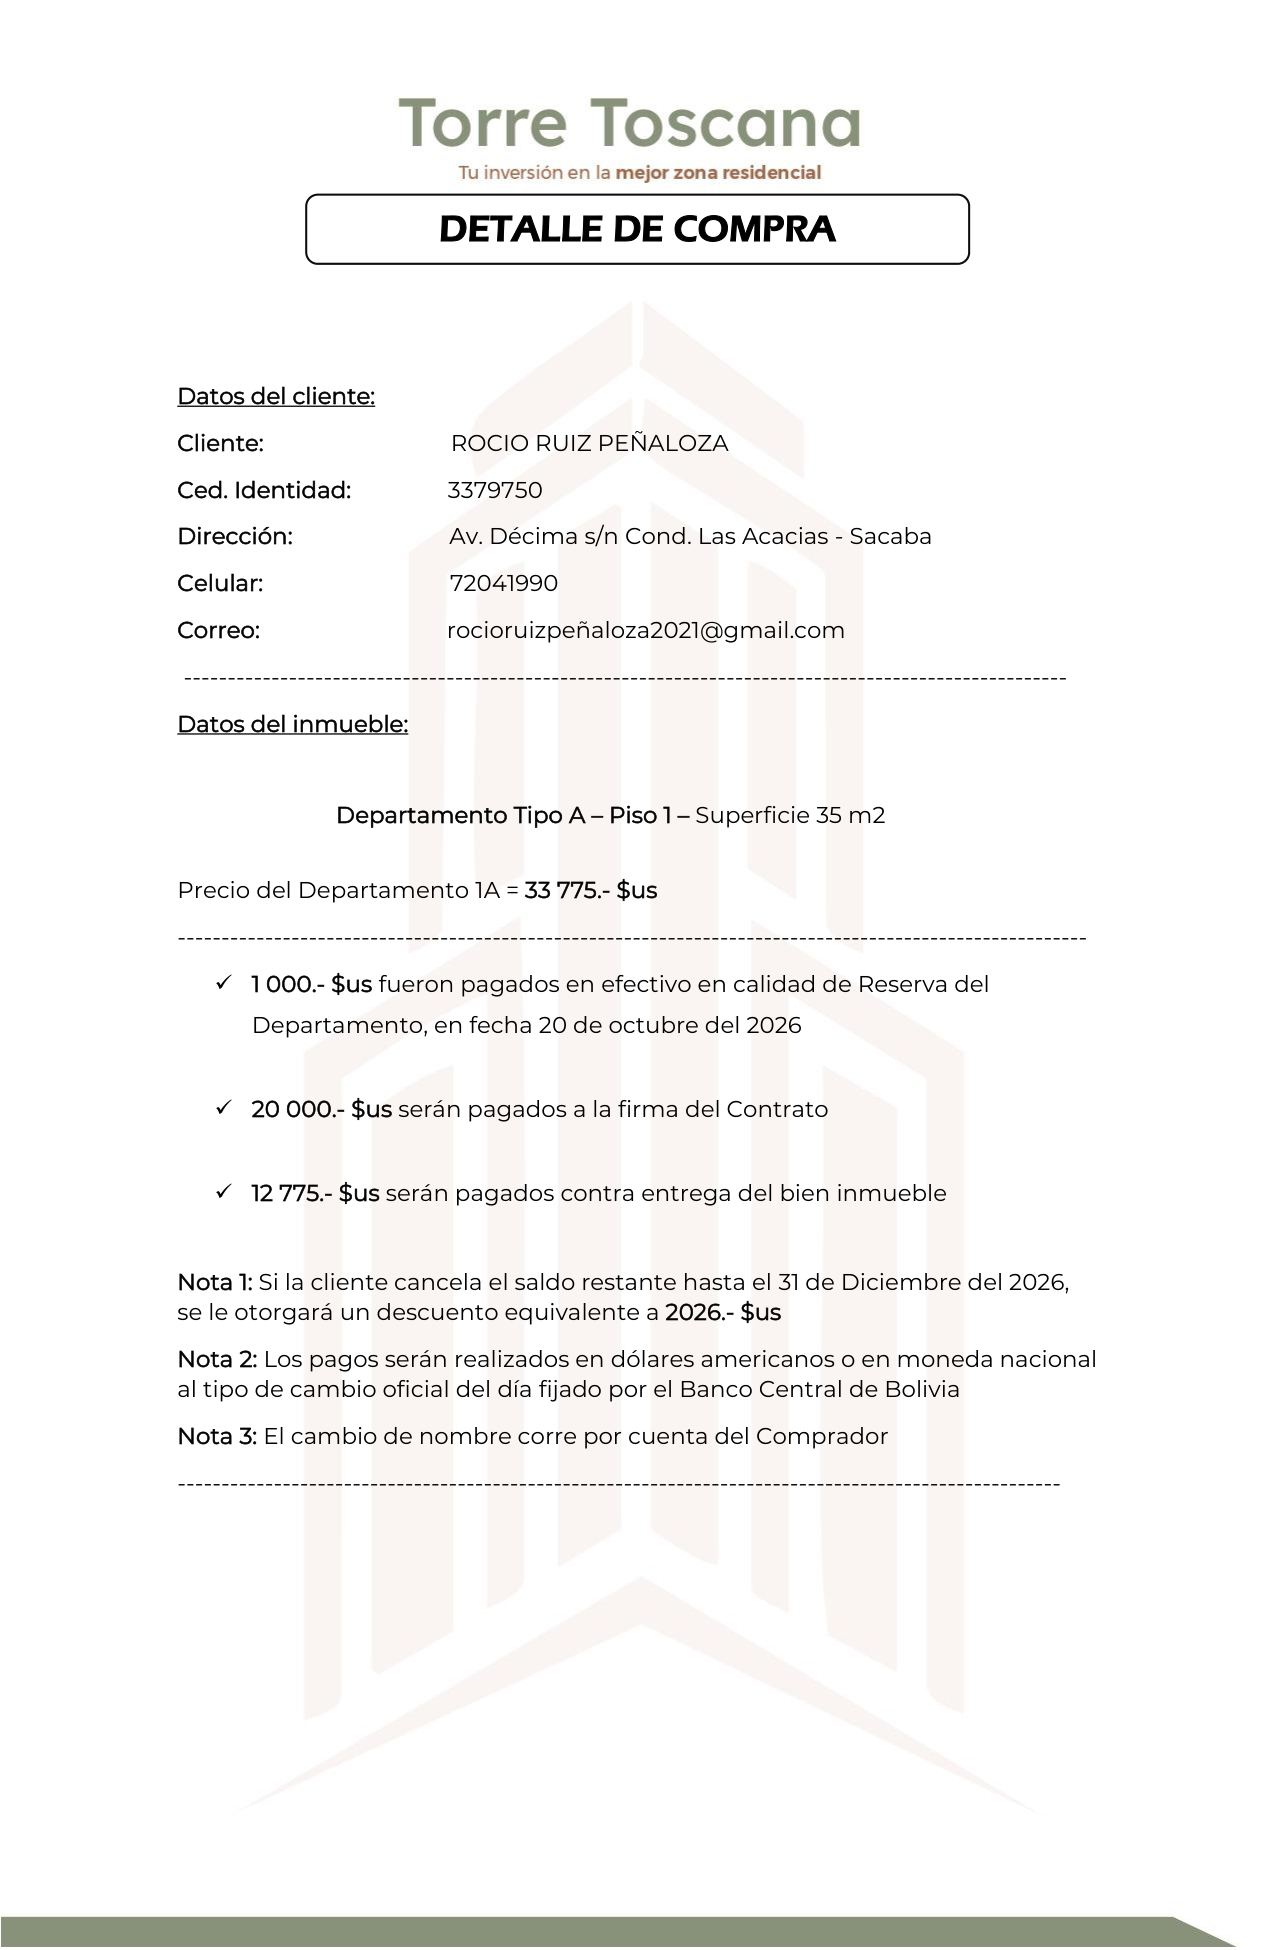 Torre Toscana
Tu inversión en la mejor zona residencial
DETALLE DE COMPRA
Datos del cliente:
Cliente: ROCIO RUIZ PEÑALOZA
Ced. Identidad: 3379750
Dirección: Av. Décima s/n Cond. Las Acacias - Sacaba
Celular: 72041990
Correo: rocioruizpeñaloza2021@gmail.com
-----------------------------------------------------------------------------------------------------
Datos del inmueble:
Departamento Tipo A – Piso 1 – Superficie 35 m2
Precio del Departamento 1A = 33 775.- $us
--------------------------------------------------------------------------------------------------------
✓ 1 000.- $us fueron pagados en efectivo en calidad de Reserva del
Departamento, en fecha 20 de octubre del 2026
✓ 20 000.- $us serán pagados a la firma del Contrato
✓ 12 775.- $us serán pagados contra entrega del bien inmueble
Nota 1: Si la cliente cancela el saldo restante hasta el 31 de Diciembre del 2026,
se le otorgará un descuento equivalente a 2026.- $us
Nota 2: Los pagos serán realizados en dólares americanos o en moneda nacional
al tipo de cambio oficial del día fijado por el Banco Central de Bolivia
Nota 3: El cambio de nombre corre por cuenta del Comprador
-----------------------------------------------------------------------------------------------------